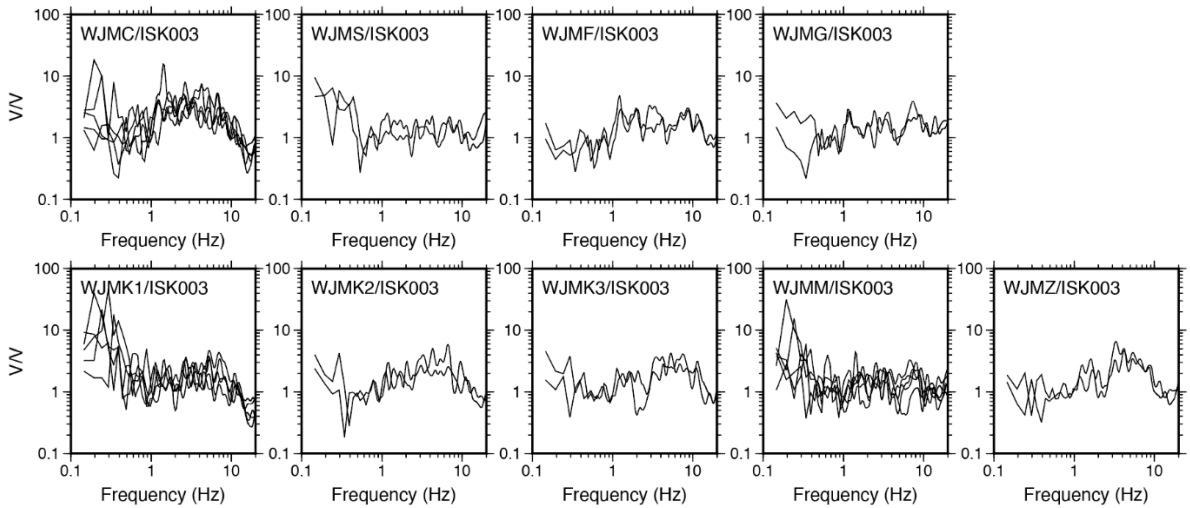 100
10
1
0.1
V/V
WJMC/ISK003
0.1 1 10
Frequency (Hz)
100
10
1
0.1
WJMS/ISK003
0.1 1 10
Frequency (Hz)
100
10
1
0.1
WJMF/ISK003
0.1 1 10
Frequency (Hz)
100
10
1
0.1
WJMG/ISK003
0.1 1 10
Frequency (Hz)
100
10
1
0.1
V/V
WJMK1/ISK003
0.1 1 10
Frequency (Hz)
100
10
1
0.1
WJMK2/ISK003
0.1 1 10
Frequency (Hz)
100
10
1
0.1
WJMK3/ISK003
0.1 1 10
Frequency (Hz)
100
10
1
0.1
WJMM/ISK003
0.1 1 10
Frequency (Hz)
100
10
1
0.1
WJMZ/ISK003
0.1 1 10
Frequency (Hz)